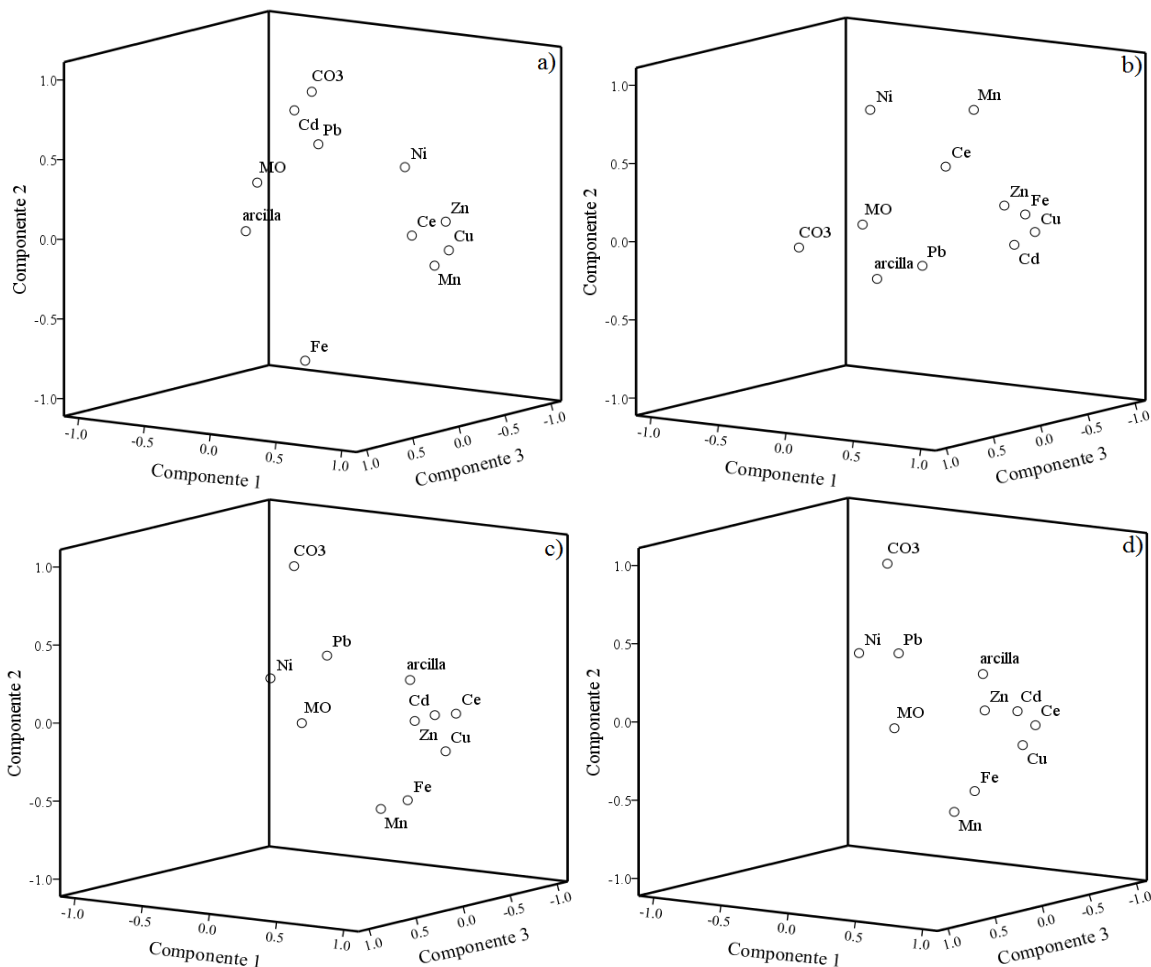 a)
1.0
0.5
0.0
-0.5
-1.0
Componente 2
CO3
Cd
Pb
MO
arcilla
Ni
Zn
Ce
Cu
Mn
Fe
-1.0
-0.5
0.0
0.5
1.0
Componente 1
1.0
0.5
0.0
-0.5
-1.0
Componente 3
b)
1.0
0.5
0.0
-0.5
-1.0
Componente 2
Ni
Mn
Ce
Zn
Fe
MO
Cu
CO3
Cd
arcilla
Pb
-1.0
-0.5
0.0
0.5
1.0
Componente 1
1.0
0.5
0.0
-0.5
-1.0
Componente 3
c)
1.0
0.5
0.0
-0.5
-1.0
Componente 2
CO3
Pb
Ni
arcilla
MO
Cd
Ce
Zn
Cu
Fe
Mn
-1.0
-0.5
0.0
0.5
1.0
Componente 1
1.0
0.5
0.0
-0.5
-1.0
Componente 3
d)
1.0
0.5
0.0
-0.5
-1.0
Componente 2
CO3
Ni
Pb
arcilla
Zn
Cd
MO
Ce
Cu
Fe
Mn
-1.0
-0.5
0.0
0.5
1.0
Componente 1
1.0
0.5
0.0
-0.5
-1.0
Componente 3